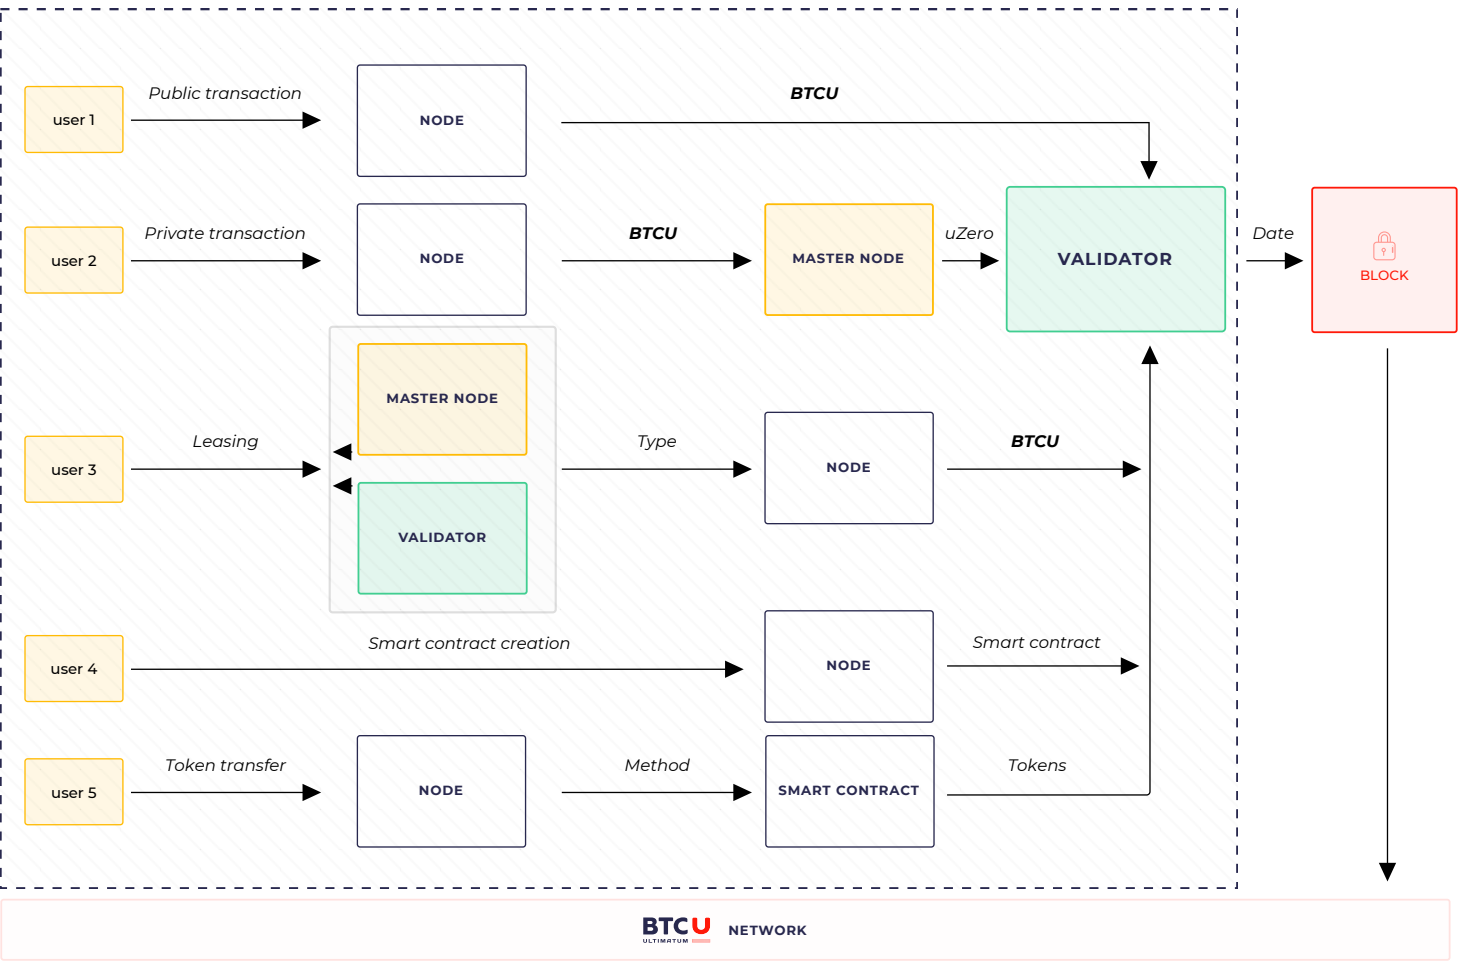 user 1
Public transaction
NODE
BTCU
user 2
Private transaction
NODE
BTCU
MASTER NODE
uZero
VALIDATOR
Date
BLOCK
user 3
Leasing
MASTER NODE
VALIDATOR
Type
NODE
BTCU
user 4
Smart contract creation
NODE
Smart contract
user 5
Token transfer
NODE
Method
SMART CONTRACT
Tokens
BTCU
ULTIMATUM
NETWORK